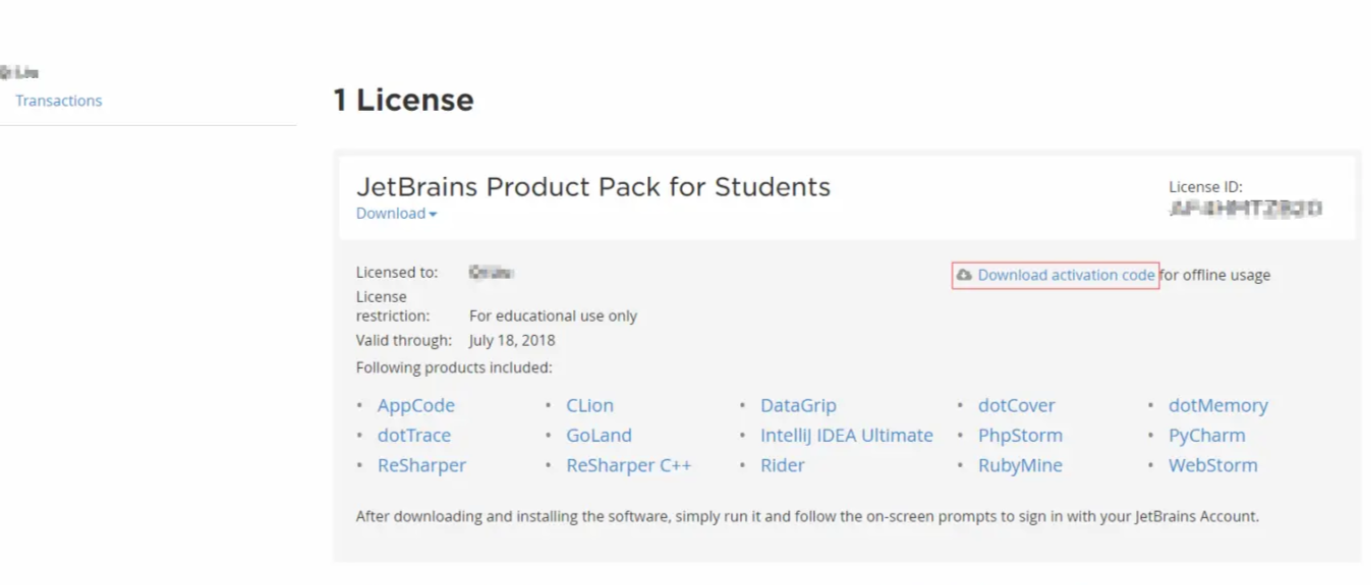 Transactions
1 License
JetBrains Product Pack for Students
Download
License ID:
Licensed to:
Download activation code for offline usage
License
restriction: For educational use only
Valid through: July 18, 2018
Following products included:
• AppCode • CLion • DataGrip • dotCover • dotMemory
• dotTrace • GoLand • IntelliJ IDEA Ultimate • PhpStorm • PyCharm
• ReSharper • ReSharper C++ • Rider • RubyMine • WebStorm
After downloading and installing the software, simply run it and follow the on-screen prompts to sign in with your JetBrains Account.